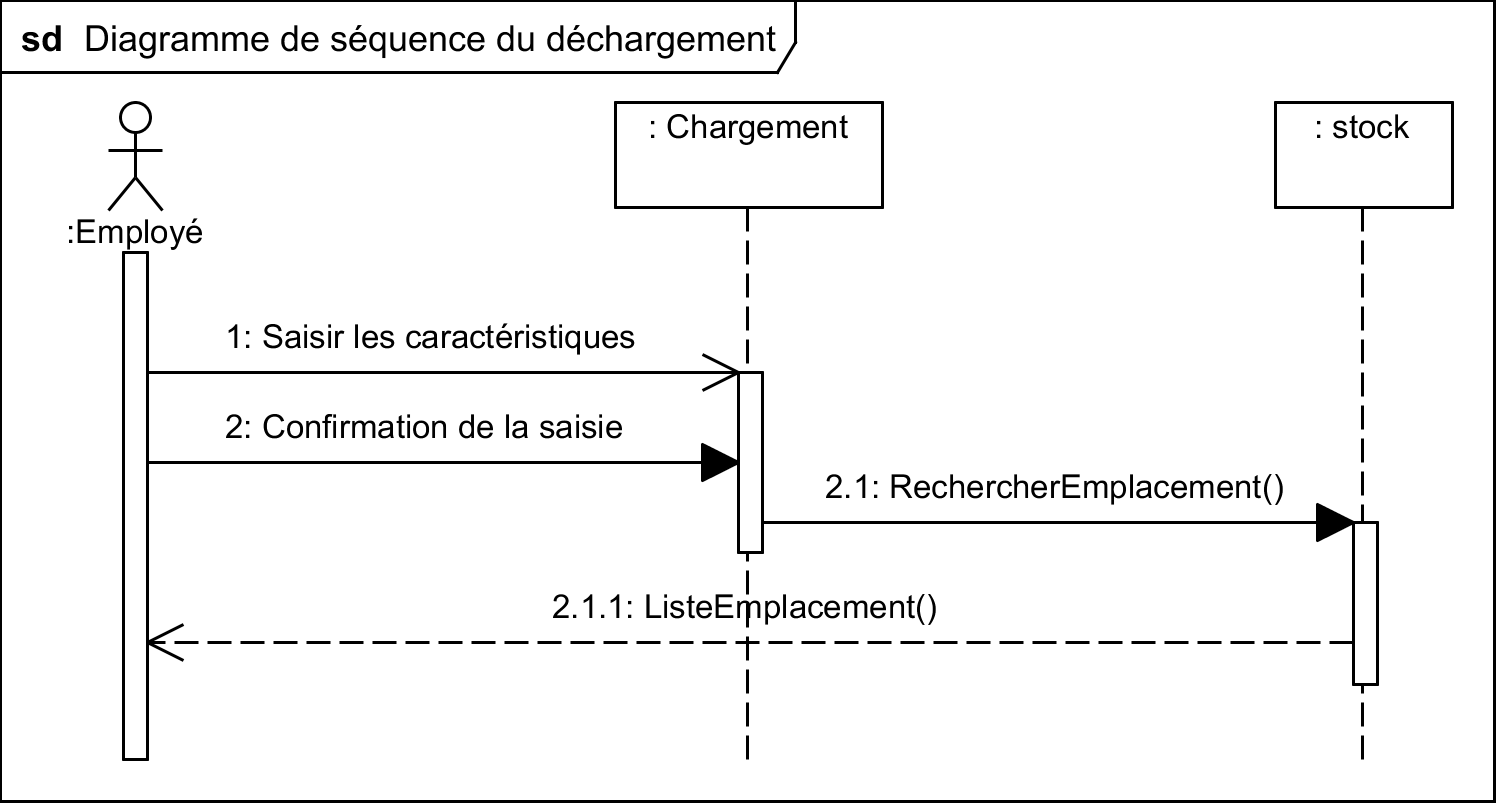 sd Diagramme de séquence du déchargement
: Chargement
: stock
:Employé
1: Saisir les caractéristiques
2: Confirmation de la saisie
2.1: RechercherEmplacement()
2.1.1: ListeEmplacement()